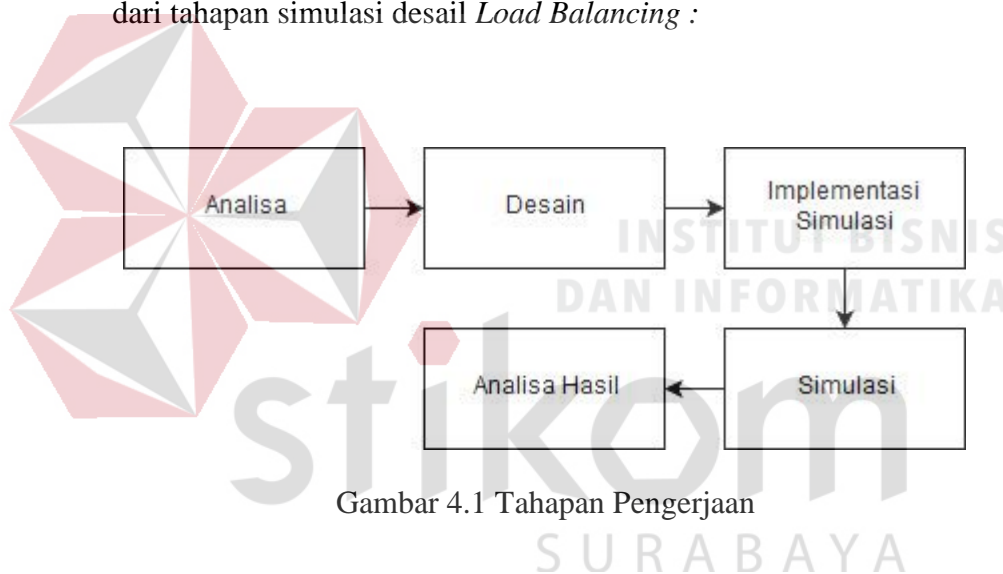 dari tahapan simulasi desail Load Balancing :
Analisa
Desain
Implementasi
Simulasi
INSTITUT BISNIS
DAN INFORMATIKA
Analisa Hasil
Simulasi
stikom
Gambar 4.1 Tahapan Pengerjaan
SURABAYA